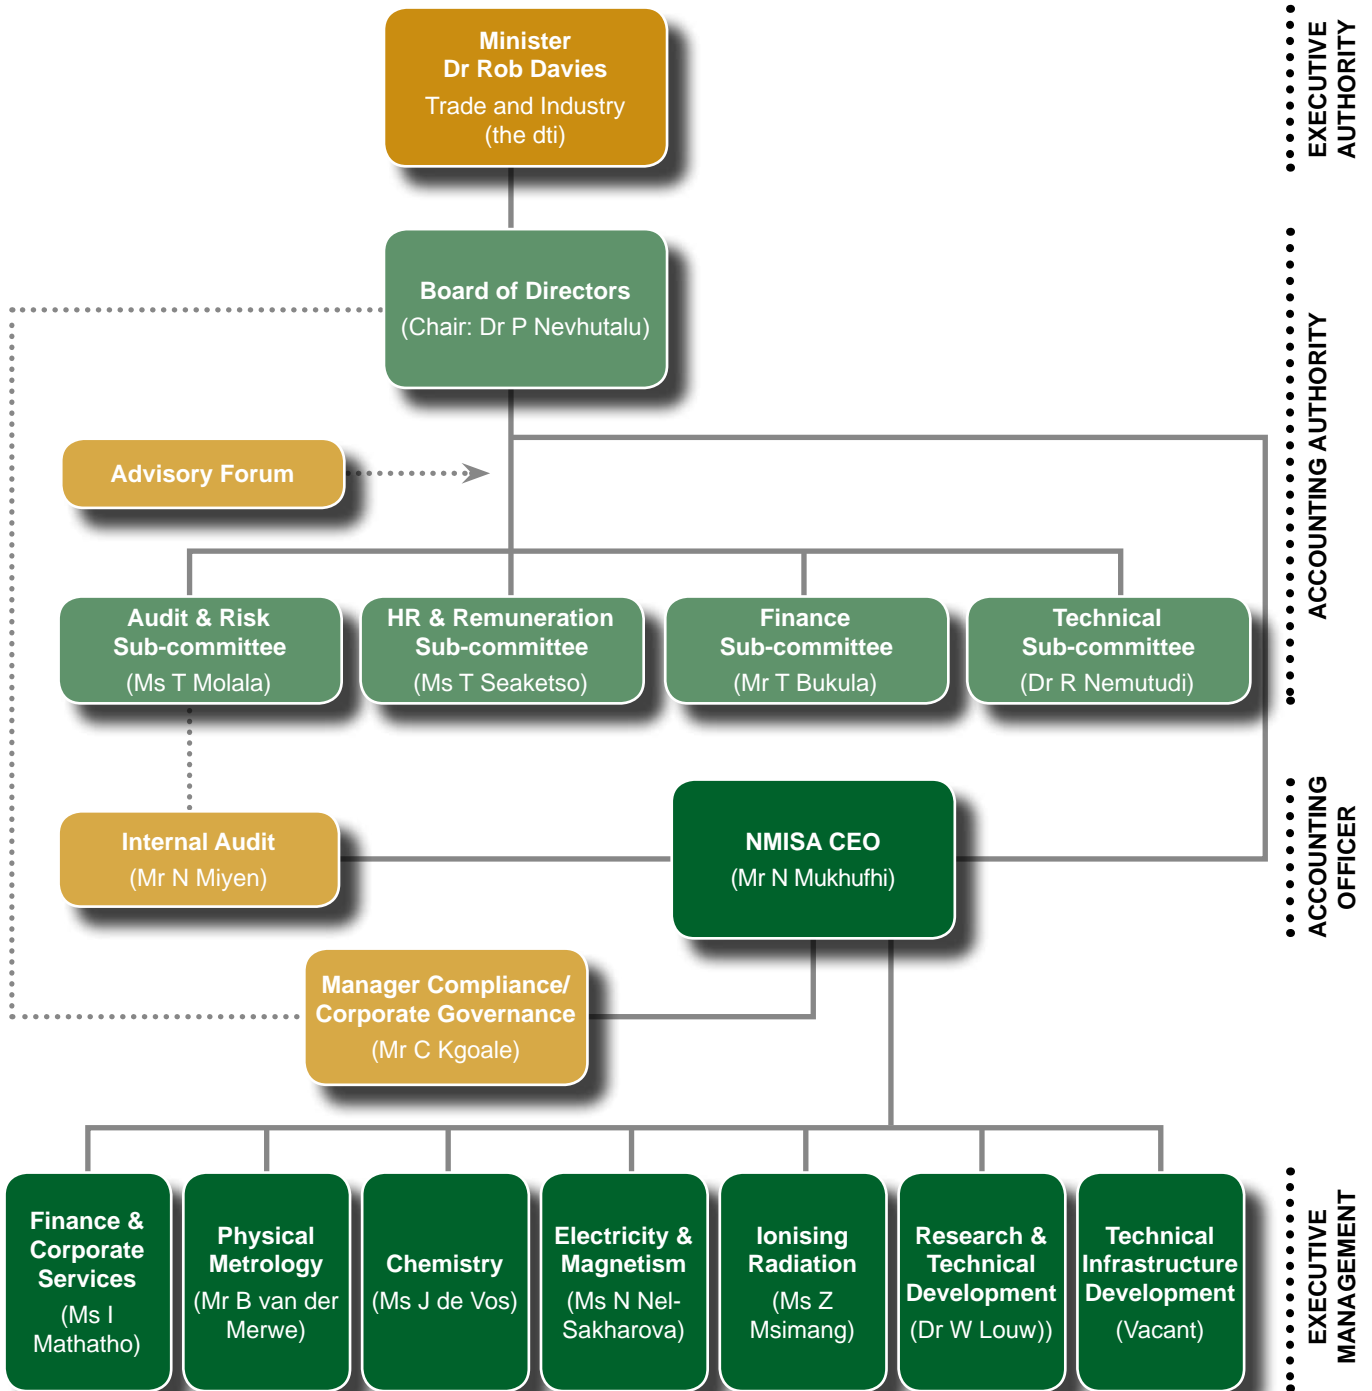 Minister
Dr Rob Davies
Trade and Industry
(the dti)
EXECUTIVE
AUTHORITY
Board of Directors
(Chair: Dr P Nevhutalu)
ACCOUNTING AUTHORITY
Advisory Forum
Audit & Risk
Sub-committee
(Ms T Molala)
HR & Remuneration
Sub-committee
(Ms T Seaketso)
Finance
Sub-committee
(Mr T Bukula)
Technical
Sub-committee
(Dr R Nemutudi)
Internal Audit
(Mr N Miyen)
NMISA CEO
(Mr N Mukhufhi)
ACCOUNTING
OFFICER
Manager Compliance/
Corporate Governance
(Mr C Kgoale)
Finance &
Corporate
Services
(Ms I
Mathatho)
Physical
Metrology
(Mr B van der
Merwe)
Chemistry
(Ms J de Vos)
Electricity &
Magnetism
(Ms N Nel-
Sakharova)
Ionising
Radiation
(Ms Z
Msimang)
Research &
Technical
Development
(Dr W Louw))
Technical
Infrastructure
Development
(Vacant)
EXECUTIVE
MANAGEMENT